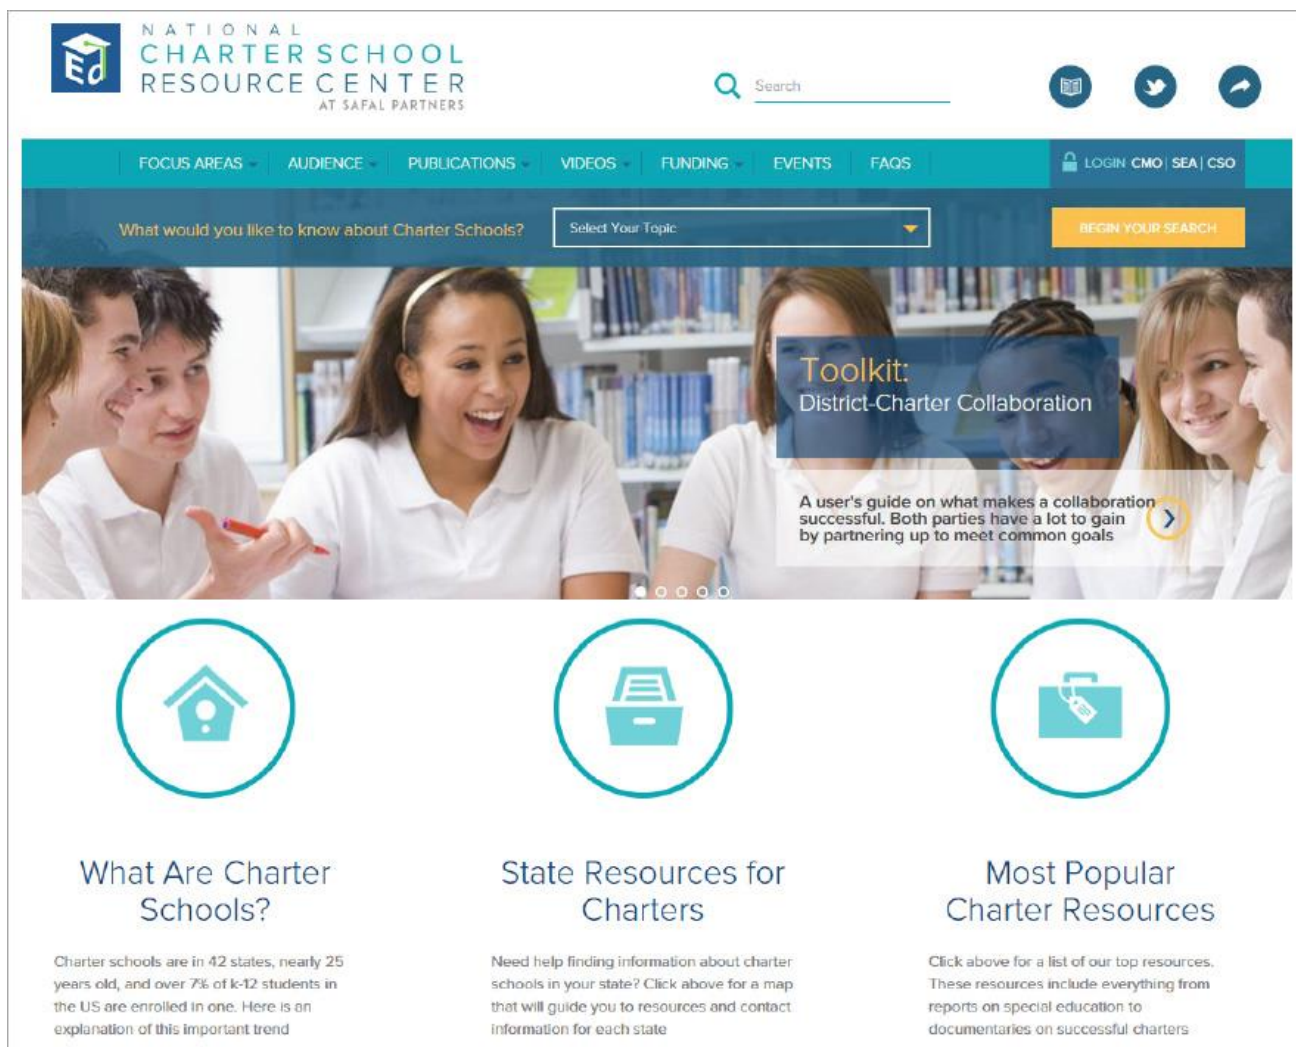 NATIONAL
CHARTER SCHOOL
RESOURCE CENTER
AT SAFAL PARTNERS
Ed
Search
FOCUS AREAS
AUDIENCE
PUBLICATIONS
VIDEOS
FUNDING
EVENTS
FAQS
LOGIN CMO | SEA | CSO
What would you like to know about Charter Schools?
Select Your Topic
BEGIN YOUR SEARCH
Toolkit:
District-Charter Collaboration
A user's guide on what makes a collaboration
successful. Both parties have a lot to gain
by partnering up to meet common goals
What Are Charter
Schools?
Charter schools are in 42 states, nearly 25
years old, and over 7% of k-12 students in
the US are enrolled in one. Here is an
explanation of this important trend
State Resources for
Charters
Need help finding information about charter
schools in your state? Click above for a map
that will guide you to resources and contact
information for each state
Most Popular
Charter Resources
Click above for a list of our top resources.
These resources include everything from
reports on special education to
documentaries on successful charters